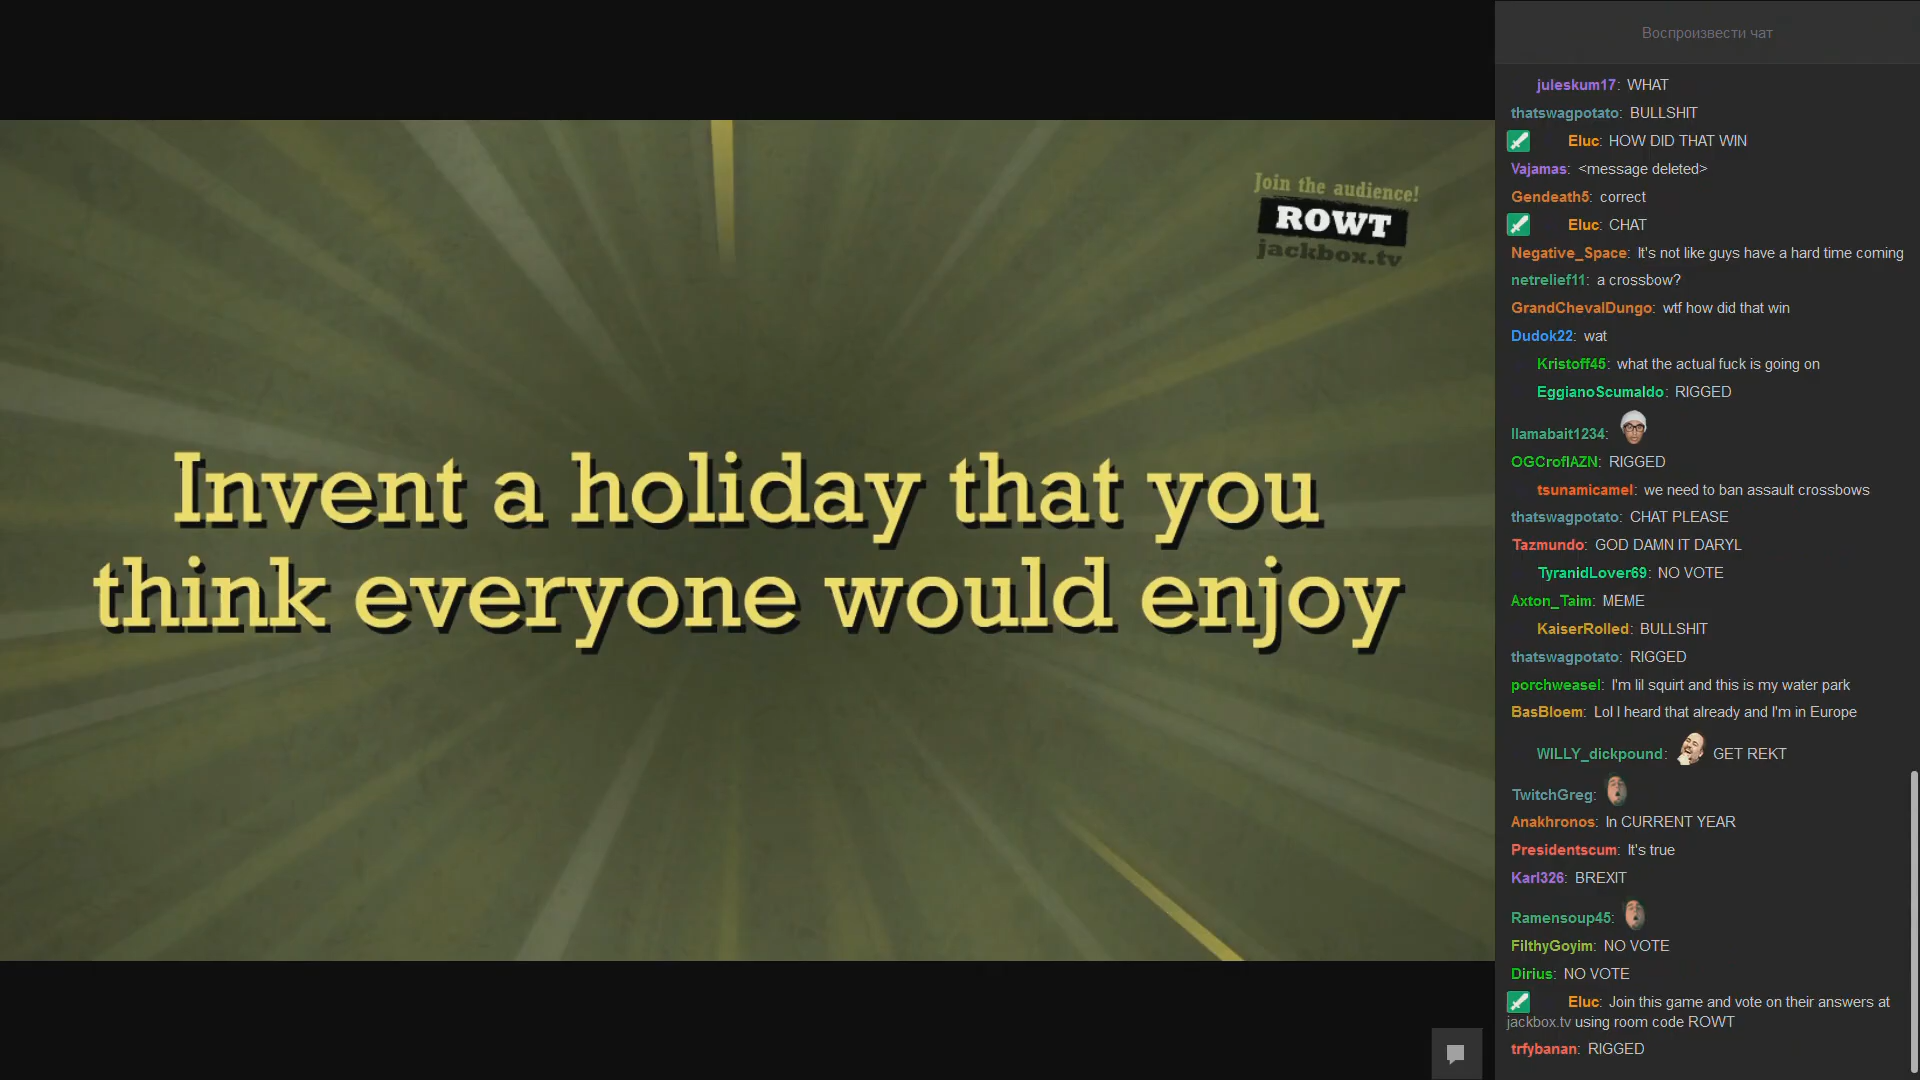 Join the audience!
ROWT
jackbox.tv
Invent a holiday that you
think everyone would enjoy
Воспроизвести чат
juleskum17: WHAT
thatswagpotato: BULLSHIT
Eluc: HOW DID THAT WIN
Vajamas: <message deleted>
Gendeath5: correct
Eluc: CHAT
Negative_Space: It's not like guys have a hard time coming
netrelief11: a crossbow?
GrandChevalDungo: wtf how did that win
Dudok22: wat
Kristoff45: what the actual fuck is going on
EggianoScumaldo: RIGGED
llamabait1234:
OGCroflAZN: RIGGED
tsunamicamel: we need to ban assault crossbows
thatswagpotato: CHAT PLEASE
Tazmundo: GOD DAMN IT DARYL
TyranidLover69: NO VOTE
Axton_Taim: MEME
KaiserRolled: BULLSHIT
thatswagpotato: RIGGED
porchweasel: I'm lil squirt and this is my water park
BasBloem: Lol I heard that already and I'm in Europe
WILLY_dickpound: GET REKT
TwitchGreg:
Anakhronos: In CURRENT YEAR
Presidentscum: It's true
Karl326: BREXIT
Ramensoup45:
FilthyGoyim: NO VOTE
Dirius: NO VOTE
Eluc: Join this game and vote on their answers at
jackbox.tv using room code ROWT
trfybanan: RIGGED